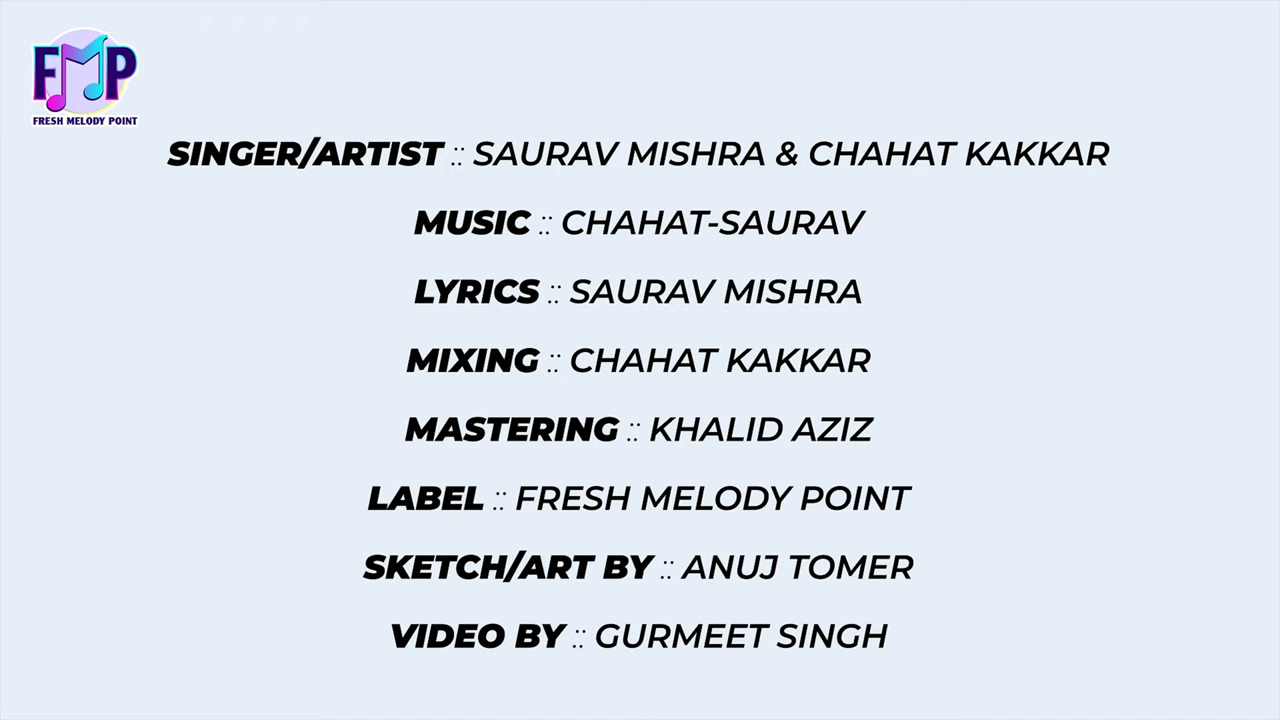 FMP
FRESH MELODY POINT
SINGER/ARTIST :: SAURAV MISHRA & CHAHAT KAKKAR
MUSIC :: CHAHAT-SAURAV
LYRICS :: SAURAV MISHRA
MIXING :: CHAHAT KAKKAR
MASTERING :: KHALID AZIZ
LABEL :: FRESH MELODY POINT
SKETCH/ART BY :: ANUJ TOMER
VIDEO BY :: GURMEET SINGH